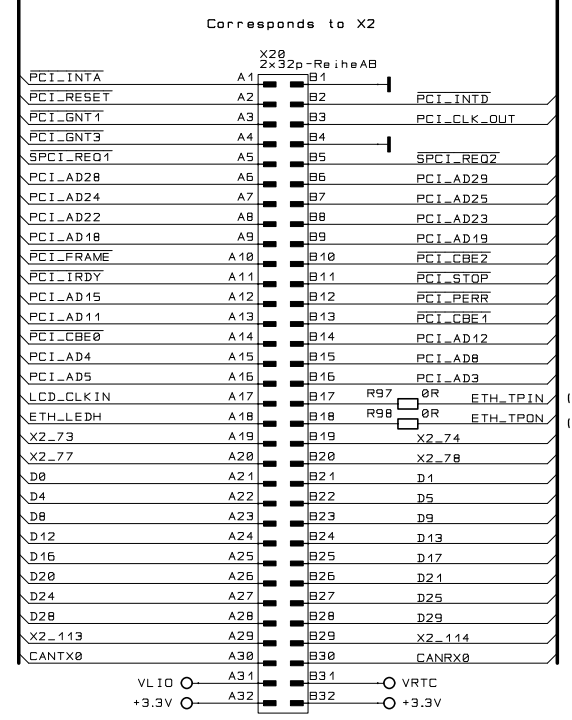 Corresponds to X2
X20
2x32p-ReiheAB
PCI_INTA A1 B1
PCI_RESET A2 B2 PCI_INTD
PCI_GNT1 A3 B3 PCI_CLK_OUT
PCI_GNT3 A4 B4
SPCI_REQ1 A5 B5 SPCI_REQ2
PCI_AD28 A6 B6 PCI_AD29
PCI_AD24 A7 B7 PCI_AD25
PCI_AD22 A8 B8 PCI_AD23
PCI_AD18 A9 B9 PCI_AD19
PCI_FRAME A10 B10 PCI_CBE2
PCI_IRDY A11 B11 PCI_STOP
PCI_AD15 A12 B12 PCI_PERR
PCI_AD11 A13 B13 PCI_CBE1
PCI_CBE0 A14 B14 PCI_AD12
PCI_AD4 A15 B15 PCI_AD8
PCI_AD5 A16 B16 PCI_AD3
LCD_CLKIN A17 B17 R97 0R ETH_TPIN
ETH_LEDH A18 B18 R98 0R ETH_TPON
X2_73 A19 B19 X2_74
X2_77 A20 B20 X2_78
D0 A21 B21 D1
D4 A22 B22 D5
D8 A23 B23 D9
D12 A24 B24 D13
D16 A25 B25 D17
D20 A26 B26 D21
D24 A27 B27 D25
D28 A28 B28 D29
X2_113 A29 B29 X2_114
CANTX0 A30 B30 CANRX0
VLIO A31 B31 VRTC
+3.3V A32 B32 +3.3V